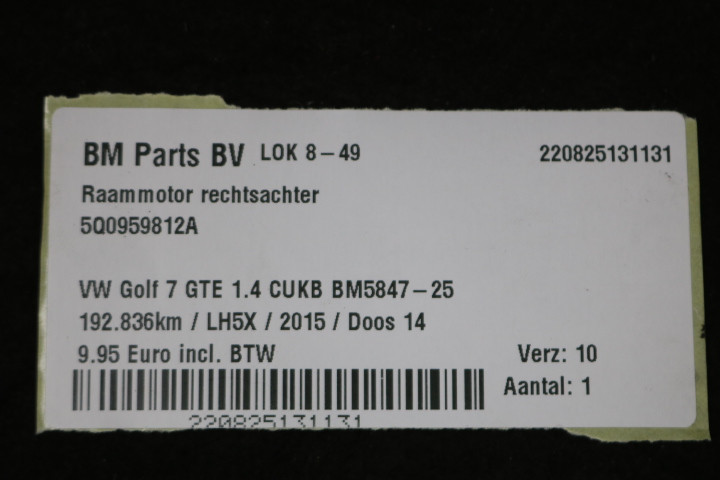 BM Parts BV LOK 8-49 220825131131
Raammotor rechtsachter
5Q0959812A
VW Golf 7 GTE 1.4 CUKB BM5847-25
192.836km / LH5X / 2015 / Doos 14
9.95 Euro incl. BTW Verz: 10
Aantal: 1
220825131131